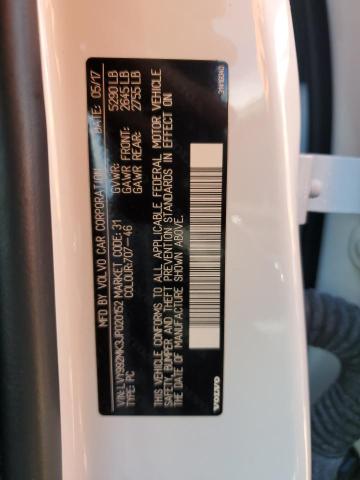 MFD BY VOLVO CAR CORPORATION DATE: 05/17
GVWR: 5290 LB
GAWR FRONT: 2645 LB
GAWR REAR: 2755 LB
VIN: LVY992MK3JP020152 MARKET CODE: 31
TYPE: PC COLOUR: 707-46
THIS VEHICLE CONFORMS TO ALL APPLICABLE FEDERAL MOTOR VEHICLE
SAFETY, BUMPER AND THEFT PREVENTION STANDARDS IN EFFECT ON
THE DATE OF MANUFACTURE SHOWN ABOVE.
VOLVO